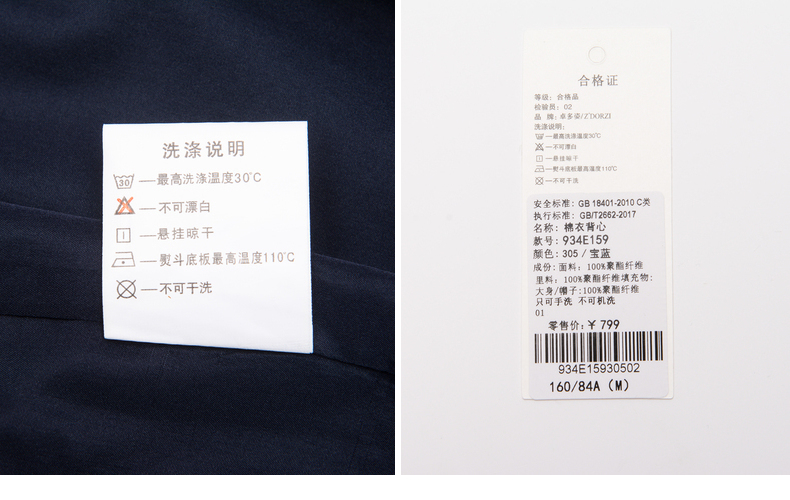 洗涤说明
30 —最高洗涤温度30°C
—不可漂白
—悬挂晾干
—熨斗底板最高温度110°C
—不可干洗
合格证
等级: 合格品
检验员: 02
品 牌: 卓多姿/Z'DORZI
洗涤说明:
—最高洗涤温度30°C
—不可漂白
—悬挂晾干
—熨斗底板最高温度110°C
—不可干洗
安全标准: GB 18401-2010 C类
执行标准: GB/T2662-2017
名称: 棉衣背心
款号: 934E159
颜色: 305 / 宝蓝
成份: 面料: 100%聚酯纤维
里料: 100%聚酯纤维填充物:
大身/帽子:100%聚酯纤维
只可手洗 不可机洗
01
零售价: ¥ 799
934E15930502
160/84A (M)